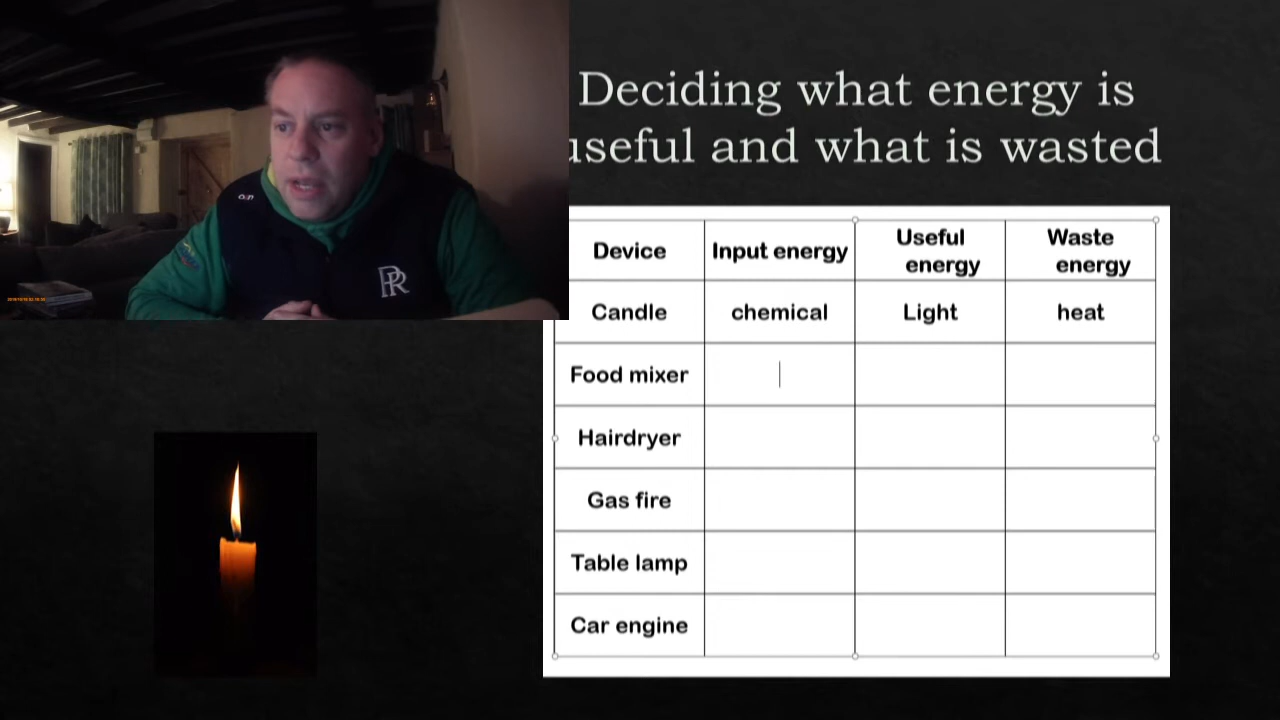 Deciding what energy is
useful and what is wasted
Device Input energy Useful energy Waste energy
Candle chemical Light heat
Food mixer
Hairdryer
Gas fire
Table lamp
Car engine